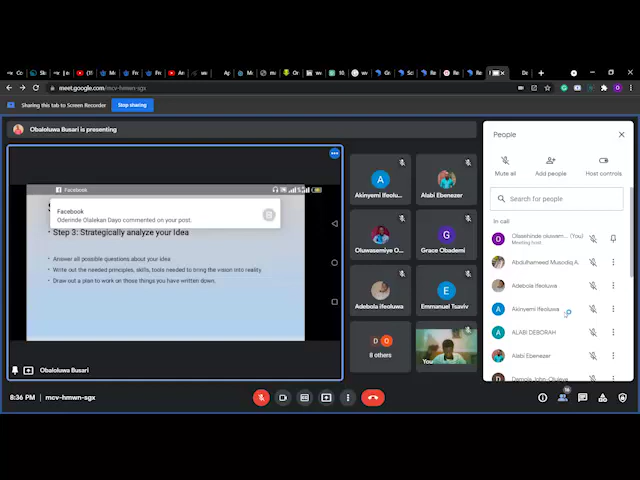 meet.google.com/mcv-hmwn-sgx
Sharing this tab to Screen Recorder
Stop sharing
Obaloluwa Busari is presenting
Facebook
Facebook
Oderinde Olalekan Dayo commented on your post.
Step 3: Strategically analyze your Idea
Answer all possible questions about your idea
Write out the needed principles, skills, tools needed to bring the vision into reality
Draw out a plan to work on those things you have written down.
Obaloluwa Busari
Akinyemi Ifeolu...
Alabi Ebenezer
Oluwasemiye O...
Grace Obademi
Adebola ifeoluwa
Emmanuel Tsaviv
8 others
You
People
Mute all
Add people
Host controls
Search for people
In call
(You)
Meeting host
Abdulhameed Musodiq A.
Adebola ifeoluwa
Akinyemi Ifeoluwa
ALABI DEBORAH
Alabi Ebenezer
8:36 PM
mcv-hmwn-sgx